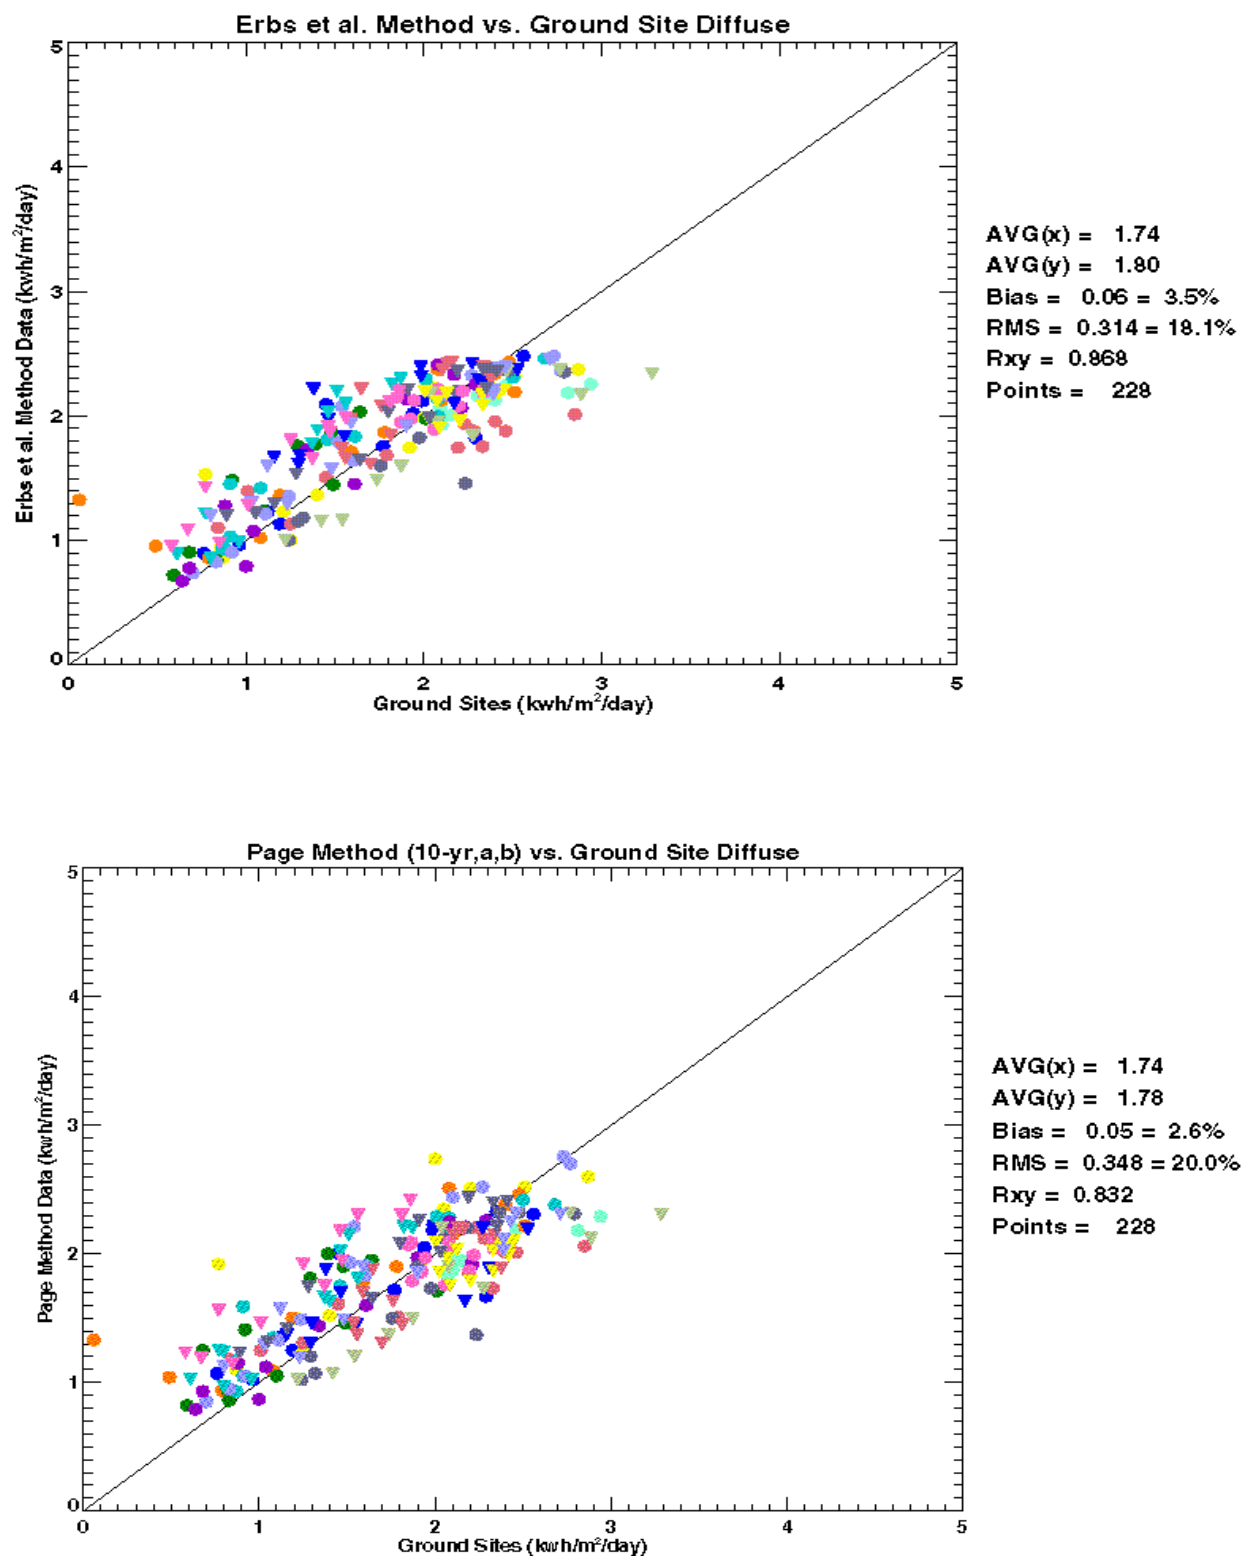 Erbs et al. Method vs. Ground Site Diffuse
5
4
3
2
1
0
Erbs et al. Method Data (kwh/m²/day)
0 1 2 3 4 5
Ground Sites (kwh/m²/day)
AVG(x) = 1.74
AVG(y) = 1.80
Bias = 0.06 = 3.5%
RMS = 0.314 = 18.1%
Rxy = 0.868
Points = 228
Page Method (10-yr,a,b) vs. Ground Site Diffuse
5
4
3
2
1
0
Page Method Data (kwh/m²/day)
0 1 2 3 4 5
Ground Sites (kwh/m²/day)
AVG(x) = 1.74
AVG(y) = 1.78
Bias = 0.05 = 2.6%
RMS = 0.348 = 20.0%
Rxy = 0.832
Points = 228